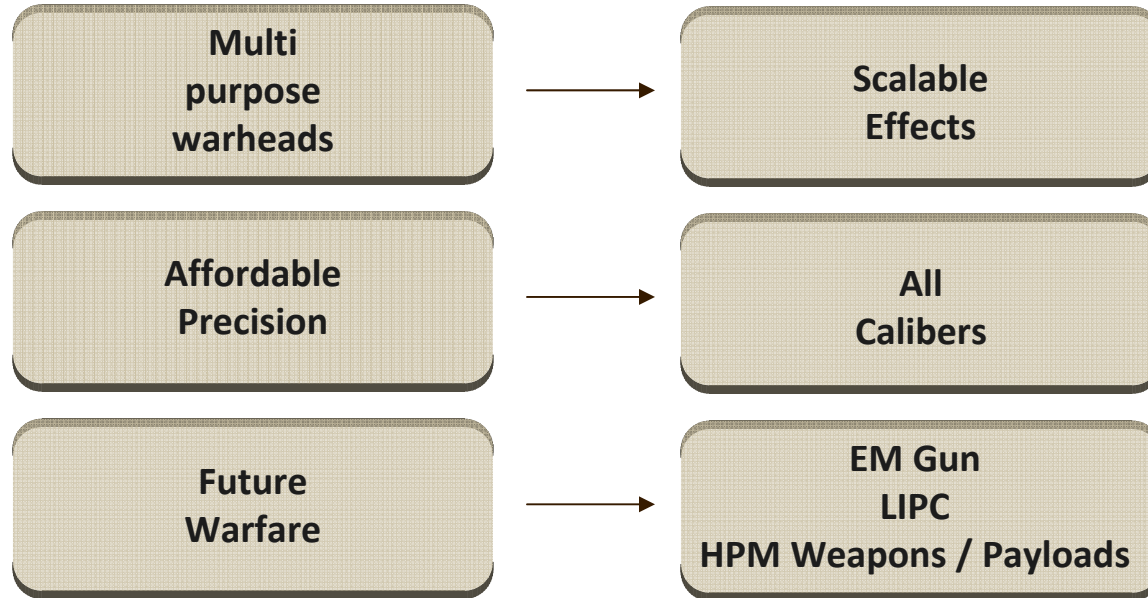 Multi
purpose
warheads
Scalable
Effects
Affordable
Precision
All
Calibers
Future
Warfare
EM Gun
LIPC
HPM Weapons / Payloads